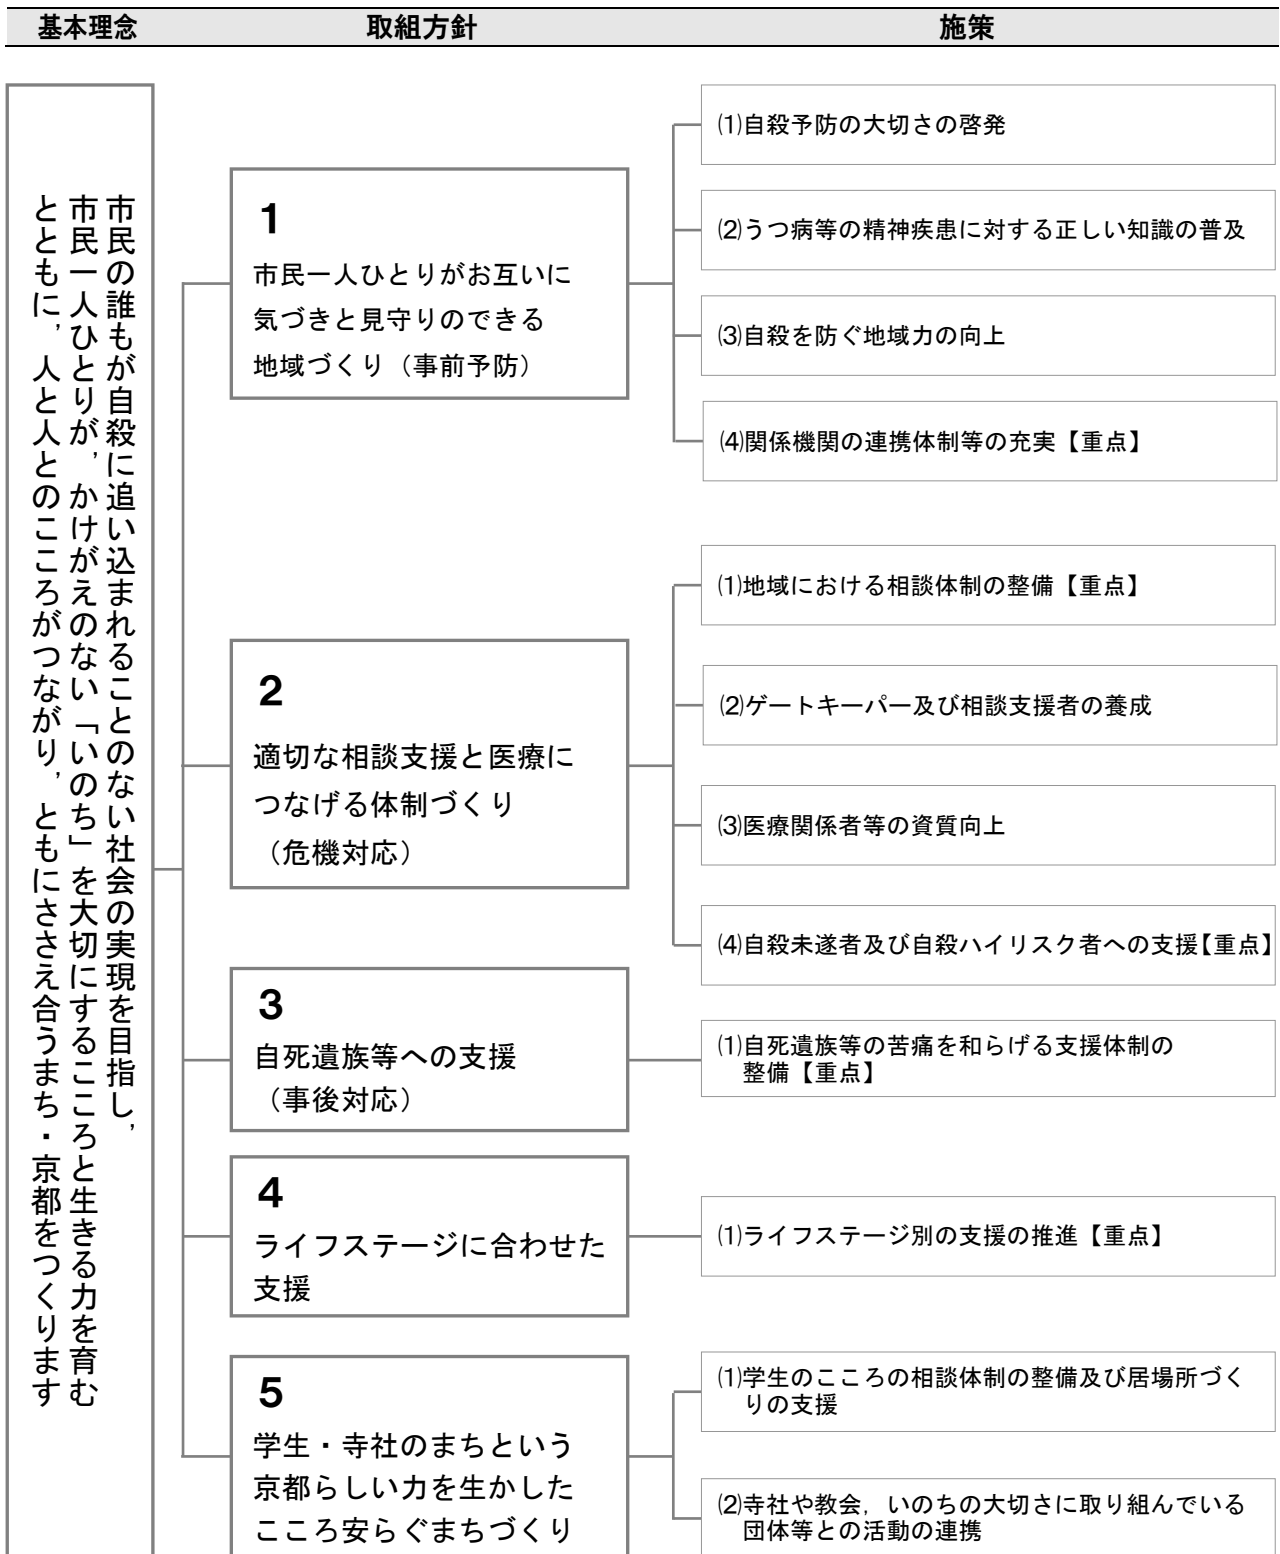 基本理念 取組方針 施策
市民の誰もが自殺に追い込まれることのない社会の実現を目指し，
市民一人ひとりが，かけがえのない「いのち」を大切にするこころと生きる力を育む
とともに，人と人とのこころがつながり，ともにささえ合うまち・京都をつくります
1
市民一人ひとりがお互いに
気づきと見守りのできる
地域づくり（事前予防）
⑴自殺予防の大切さの啓発
⑵うつ病等の精神疾患に対する正しい知識の普及
⑶自殺を防ぐ地域力の向上
⑷関係機関の連携体制等の充実【重点】
2
適切な相談支援と医療に
つなげる体制づくり
（危機対応）
⑴地域における相談体制の整備【重点】
⑵ゲートキーパー及び相談支援者の養成
⑶医療関係者等の資質向上
⑷自殺未遂者及び自殺ハイリスク者への支援【重点】
3
自死遺族等への支援
（事後対応）
⑴自死遺族等の苦痛を和らげる支援体制の
整備【重点】
4
ライフステージに合わせた
支援
⑴ライフステージ別の支援の推進【重点】
5
学生・寺社のまちという
京都らしい力を生かした
こころ安らぐまちづくり
⑴学生のこころの相談体制の整備及び居場所づく
りの支援
⑵寺社や教会，いのちの大切さに取り組んでいる
団体等との活動の連携